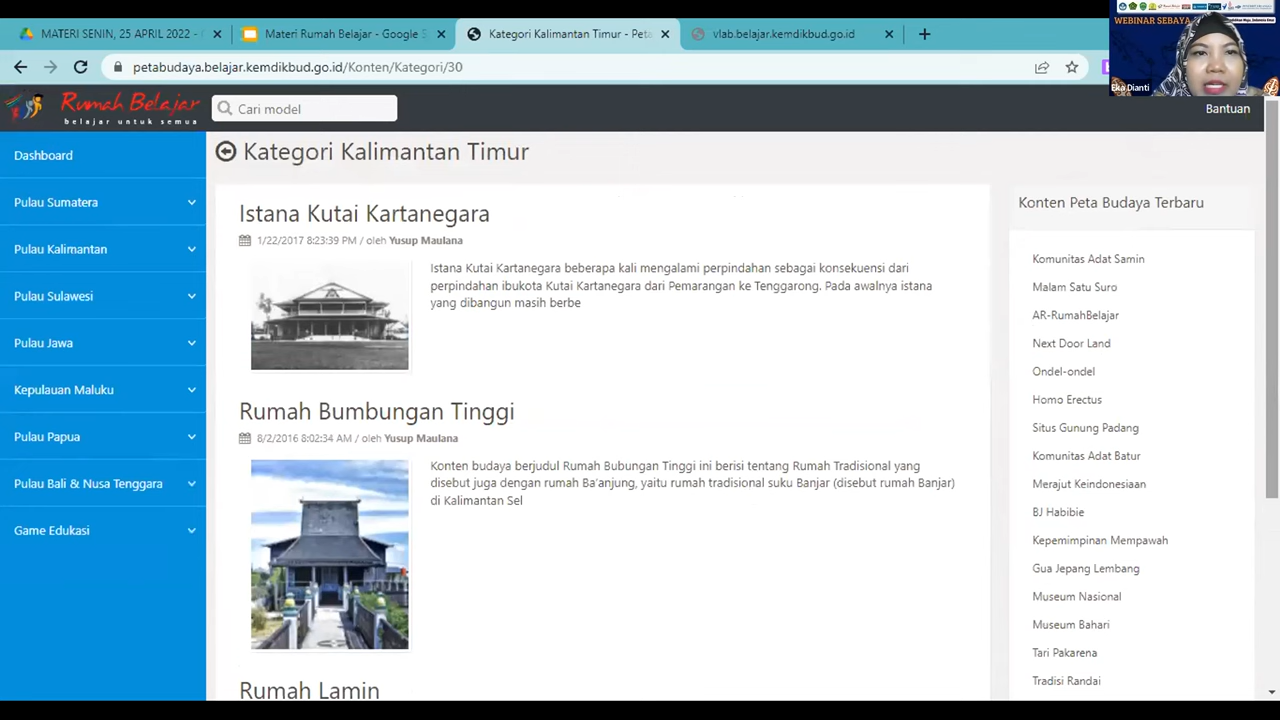 MATERI SENIN, 25 APRIL 2022 -
Materi Rumah Belajar - Google S
Kategori Kalimantan Timur - Peta
vlab.belajar.kemdikbud.go.id
petabudaya.belajar.kemdikbud.go.id/Konten/Kategori/30
WEBINAR SEBAYA
Eka Dianti
Rumah Belajar
belajar untuk semua
Cari model
Bantuan
Dashboard
Pulau Sumatera
Pulau Kalimantan
Pulau Sulawesi
Pulau Jawa
Kepulauan Maluku
Pulau Papua
Pulau Bali & Nusa Tenggara
Game Edukasi
Kategori Kalimantan Timur
Istana Kutai Kartanegara
1/22/2017 8:23:39 PM / oleh Yusup Maulana
Istana Kutai Kartanegara beberapa kali mengalami perpindahan sebagai konsekuensi dari
perpindahan ibukota Kutai Kartanegara dari Pemarangan ke Tenggarong. Pada awalnya istana
yang dibangun masih berbe
Rumah Bumbungan Tinggi
8/2/2016 8:02:34 AM / oleh Yusup Maulana
Konten budaya berjudul Rumah Bubungan Tinggi ini berisi tentang Rumah Tradisional yang
disebut juga dengan rumah Ba'anjung, yaitu rumah tradisional suku Banjar (disebut rumah Banjar)
di Kalimantan Sel
Rumah Lamin
Konten Peta Budaya Terbaru
Komunitas Adat Samin
Malam Satu Suro
AR-RumahBelajar
Next Door Land
Ondel-ondel
Homo Erectus
Situs Gunung Padang
Komunitas Adat Batur
Merajut Keindonesiaan
BJ Habibie
Kepemimpinan Mempawah
Gua Jepang Lembang
Museum Nasional
Museum Bahari
Tari Pakarena
Tradisi Randai